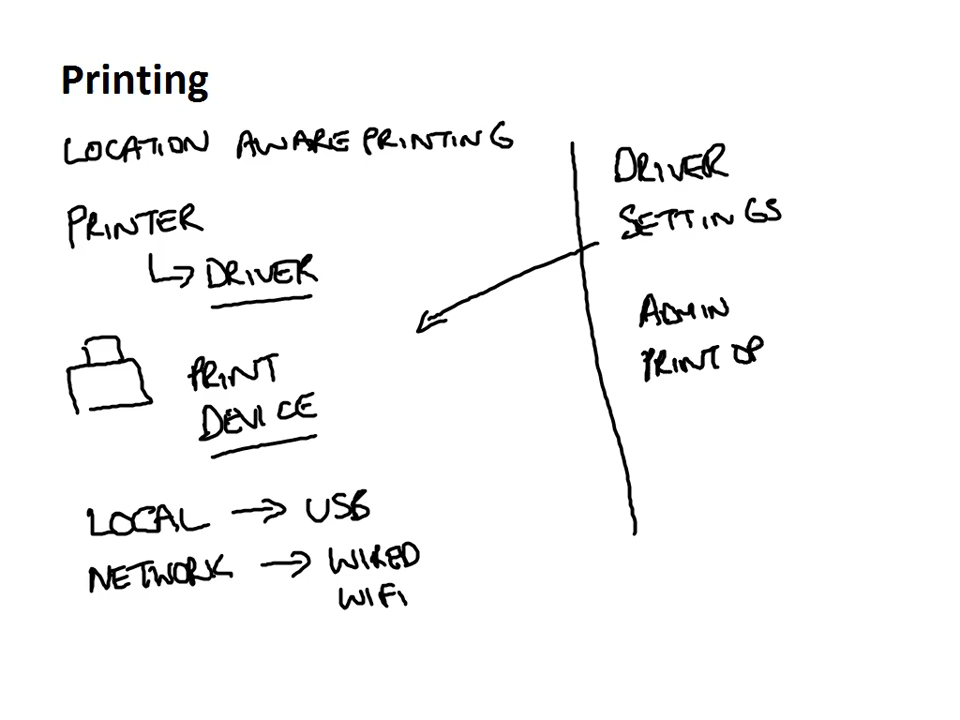 Printing
LOCATION AWARE PRINTING
PRINTER
DRIVER
PRINT
DEVICE
LOCAL → USB
NETWORK → WIRED
WIFI
DRIVER
SETTINGS
ADMIN
PRINT OP